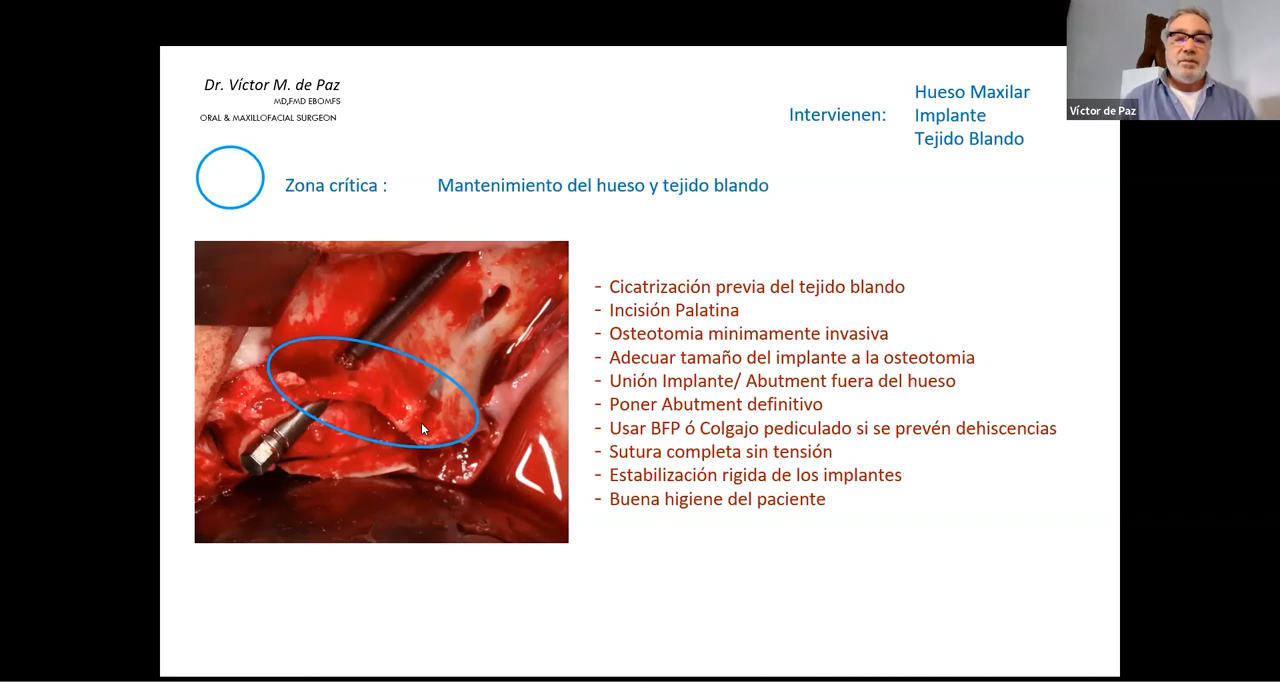 Dr. Víctor M. de Paz
MD,FMD EBOMFS
ORAL & MAXILLOFACIAL SURGEON
Intervienen:
Hueso Maxilar
Implante
Tejido Blando
Víctor de Paz
Zona crítica : Mantenimiento del hueso y tejido blando
- Cicatrización previa del tejido blando
- Incisión Palatina
- Osteotomia minimamente invasiva
- Adecuar tamaño del implante a la osteotomia
- Unión Implante/ Abutment fuera del hueso
- Poner Abutment definitivo
- Usar BFP ó Colgajo pediculado si se prevén dehiscencias
- Sutura completa sin tensión
- Estabilización rigida de los implantes
- Buena higiene del paciente